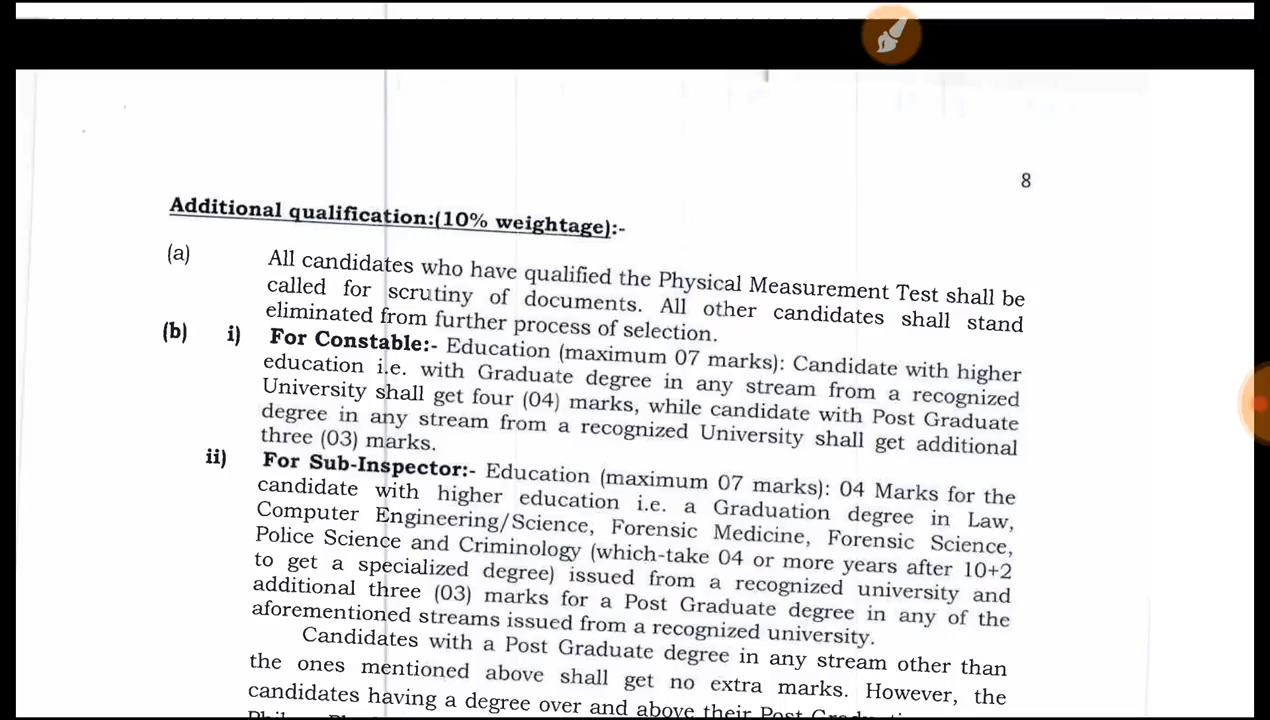 8
Additional qualification:(10% weightage):-
(a) All candidates who have qualified the Physical Measurement Test shall be
called for scrutiny of documents. All other candidates shall stand
eliminated from further process of selection.
(b) i) For Constable:- Education (maximum 07 marks): Candidate with higher
education i.e. with Graduate degree in any stream from a recognized
University shall get four (04) marks, while candidate with Post Graduate
degree in any stream from a recognized University shall get additional
three (03) marks.
ii) For Sub-Inspector:- Education (maximum 07 marks): 04 Marks for the
candidate with higher education i.e. a Graduation degree in Law,
Computer Engineering/Science, Forensic Medicine, Forensic Science,
Police Science and Criminology (which-take 04 or more years after 10+2
to get a specialized degree) issued from a recognized university and
additional three (03) marks for a Post Graduate degree in any of the
aforementioned streams issued from a recognized university.
Candidates with a Post Graduate degree in any stream other than
the ones mentioned above shall get no extra marks. However, the
candidates having a degree over and above their Post